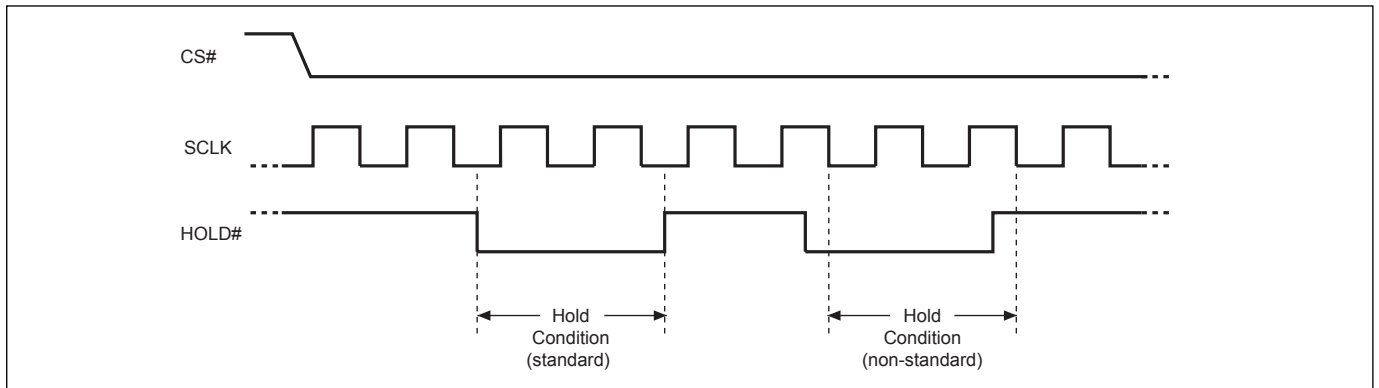 CS#
SCLK
HOLD#
Hold
Condition
(standard)
Hold
Condition
(non-standard)